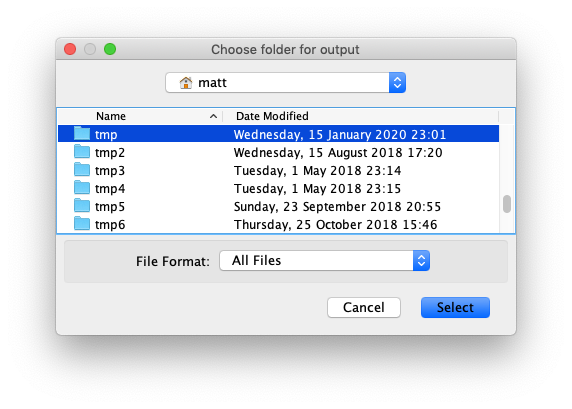 Choose folder for output
matt
Name Date Modified
tmp Wednesday, 15 January 2020 23:01
tmp2 Wednesday, 15 August 2018 17:20
tmp3 Tuesday, 1 May 2018 23:14
tmp4 Tuesday, 1 May 2018 23:15
tmp5 Sunday, 23 September 2018 20:55
tmp6 Thursday, 25 October 2018 15:46
File Format: All Files
Cancel Select